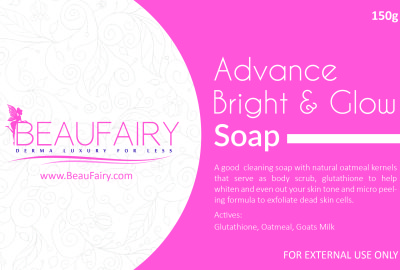 150g
Advance
Bright & Glow
Soap
BEAUFAIRY
DERMA LUXURY FOR LESS
www.BeauFairy.com
A good cleaning soap with natural oatmeal kernels
that serve as body scrub, glutathione to help
whiten and even out your skin tone and micro peel-
ing formula to exfoliate dead skin cells.
Actives:
Glutathione, Oatmeal, Goats Milk
FOR EXTERNAL USE ONLY